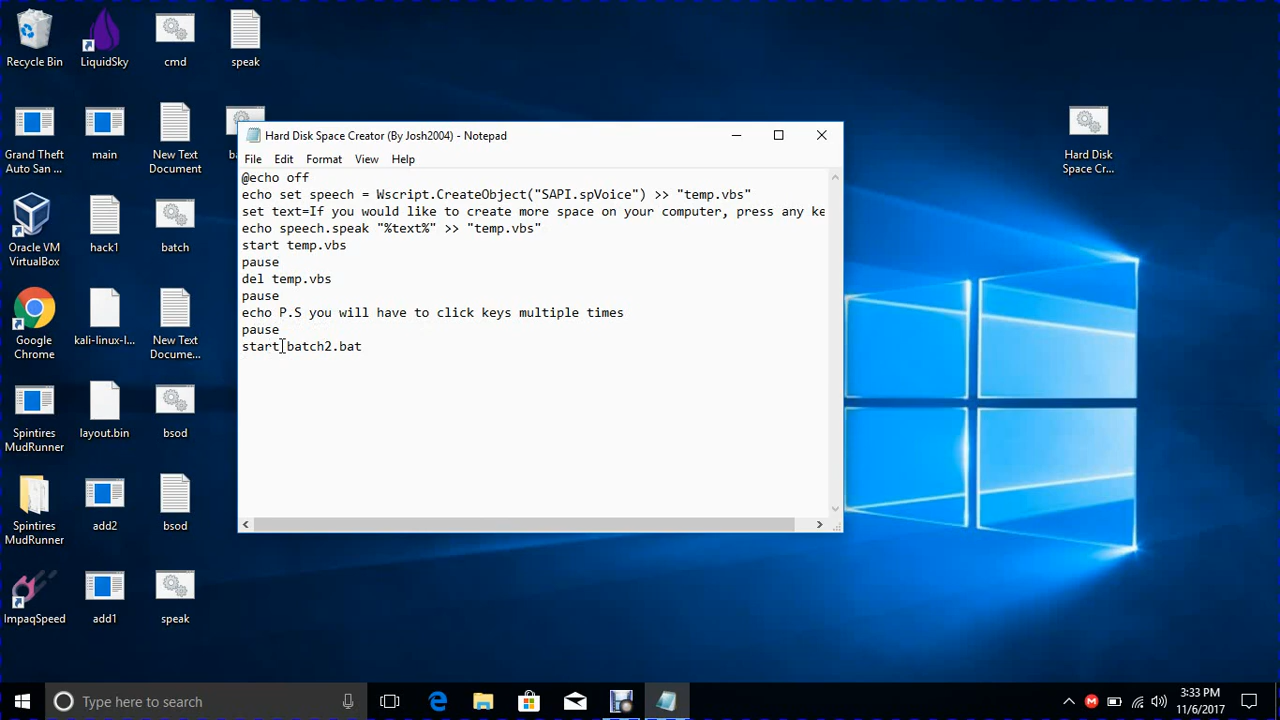 Recycle Bin
LiquidSky
cmd
speak
Grand Theft
Auto San ...
main
New Text
Document
Hard Disk
Space Cr...
Hard Disk Space Creator (By Josh2004) - Notepad
File Edit Format View Help
@echo off
echo set speech = Wscript.CreateObject("SAPI.spVoice") >> "temp.vbs"
set text=If you would like to create more space on your computer, press any ke
echo speech.speak "%text%" >> "temp.vbs"
start temp.vbs
pause
del temp.vbs
pause
echo P.S you will have to click keys multiple times
pause
start batch2.bat
Oracle VM
VirtualBox
hack1
batch
Google
Chrome
kali-linux-l...
New Text
Docume...
Spintires
MudRunner
layout.bin
bsod
Spintires
MudRunner
add2
bsod
ImpaqSpeed
add1
speak
Type here to search
3:33 PM
11/6/2017